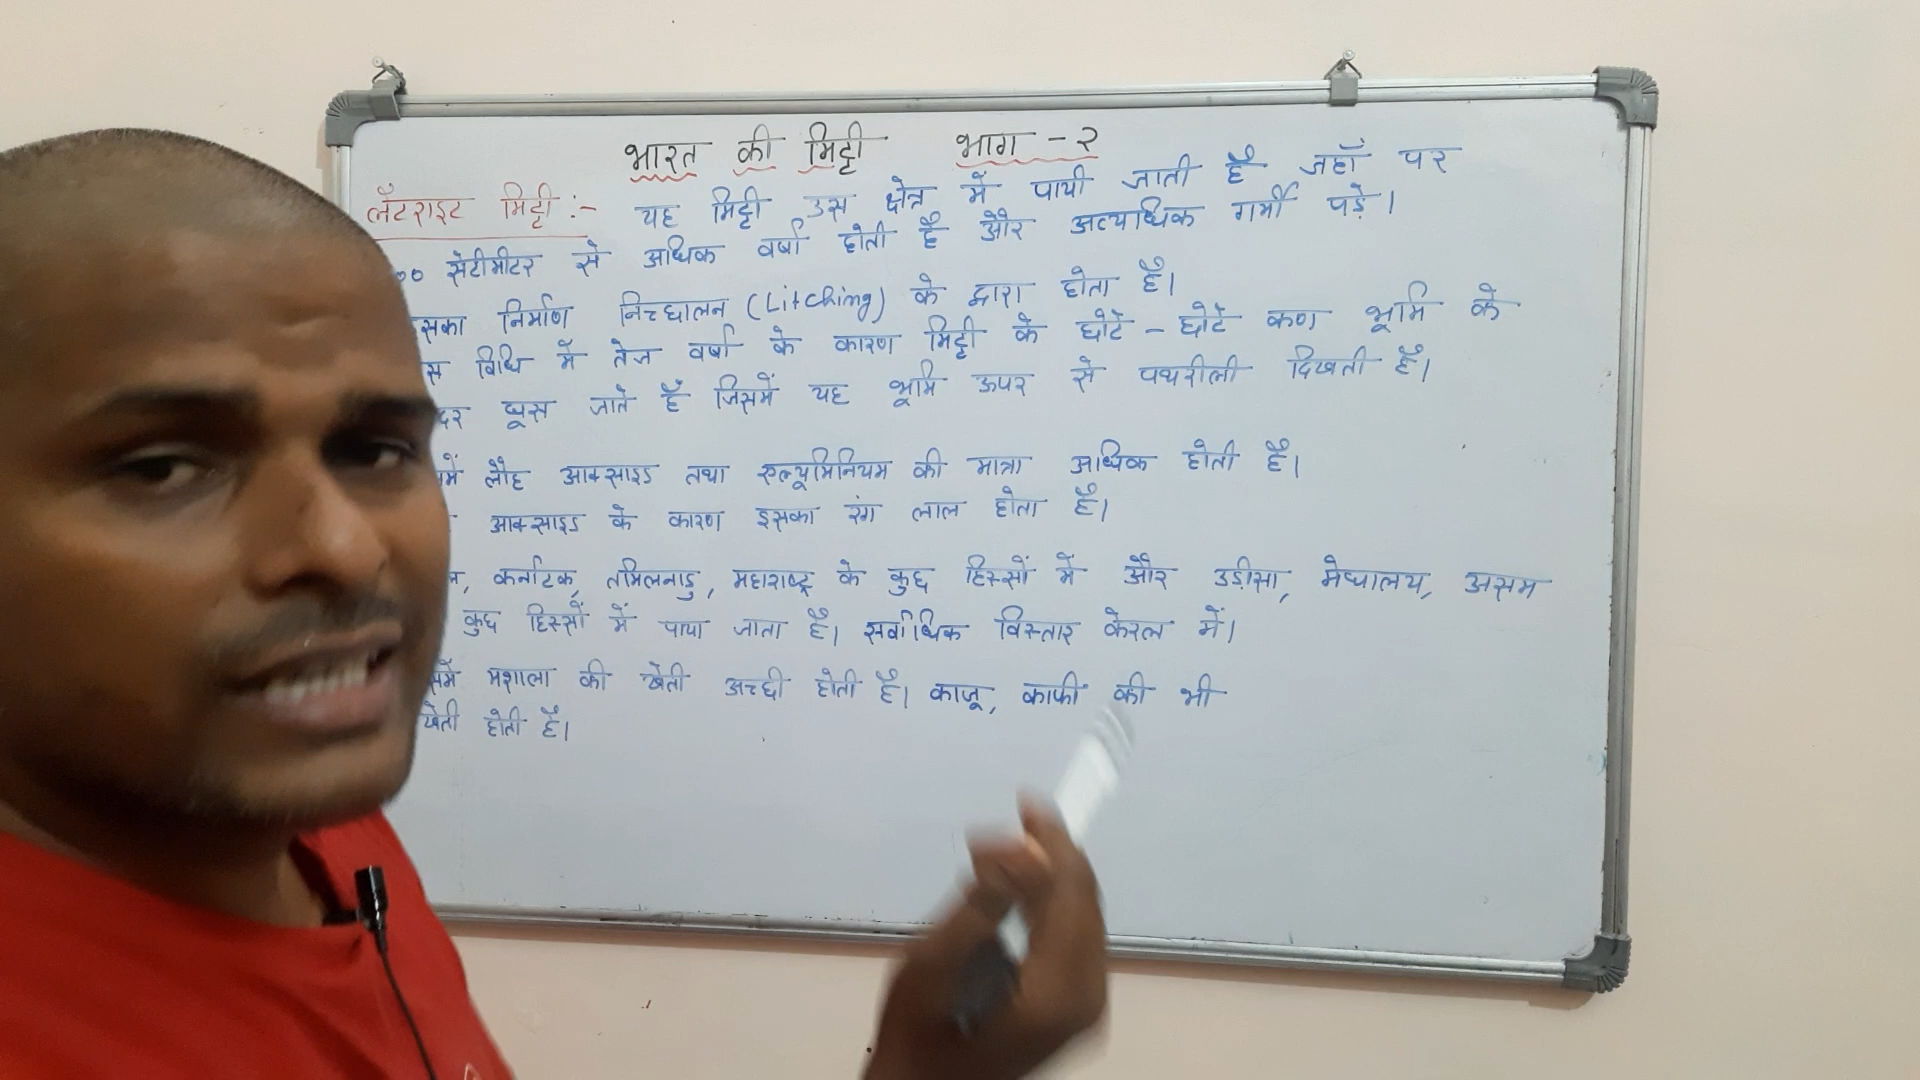 भारत की मिट्टी भाग - २
लैटराइट मिट्टी :- यह मिट्टी उस क्षेत्र में पायी जाती है जहाँ पर
सेंटीमीटर से अधिक वर्षा होती है और अत्यधिक गर्मी पड़े।
निर्माण निच्छालन (Litching) के द्वारा होता है।
विधि में तेज वर्षा के कारण मिट्टी के छोटे - छोटे कण भूमि के
घूस जाते हैं जिसमें यह भूमि ऊपर से पथरीली दिखती है।
लौह आक्साइड तथा एल्यूमिनियम की मात्रा अधिक होती है।
आक्साइड के कारण इसका रंग लाल होता है।
कर्नाटक, तमिलनाडु, महाराष्ट्र के कुछ हिस्सों में और उड़ीसा, मेघालय, असम
कुछ हिस्सों में पाया जाता है। सर्वाधिक विस्तार केरल में।
मशाला की खेती अच्छी होती है। काजू, काफी की भी
खेती होती है।